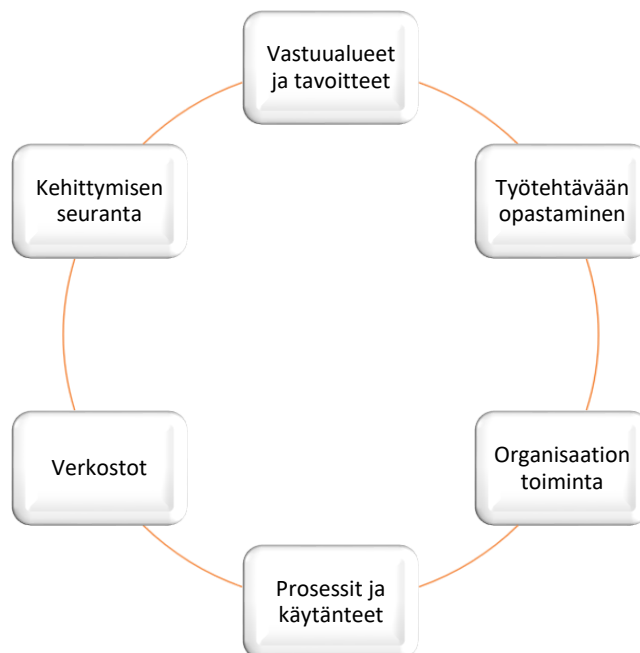 Vastuualueet
ja tavoitteet
Työtehtävään
opastaminen
Organisaation
toiminta
Prosessit ja
käytänteet
Verkostot
Kehittymisen
seuranta